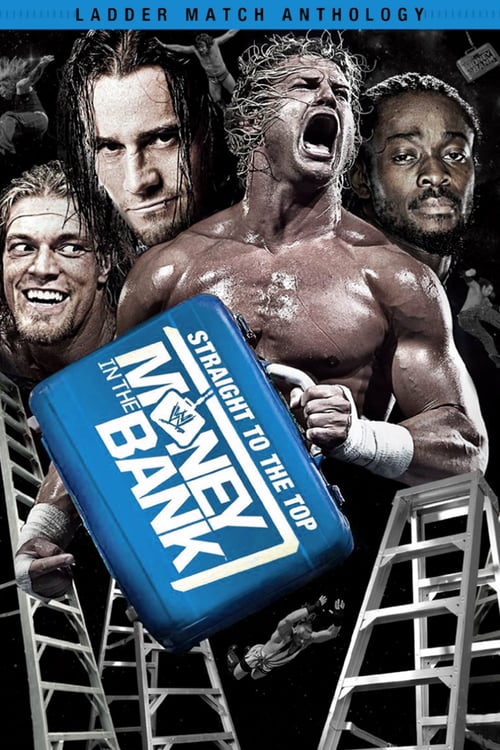 LADDER MATCH ANTHOLOGY
STRAIGHT TO THE TOP
MONEY
IN THE
BANK